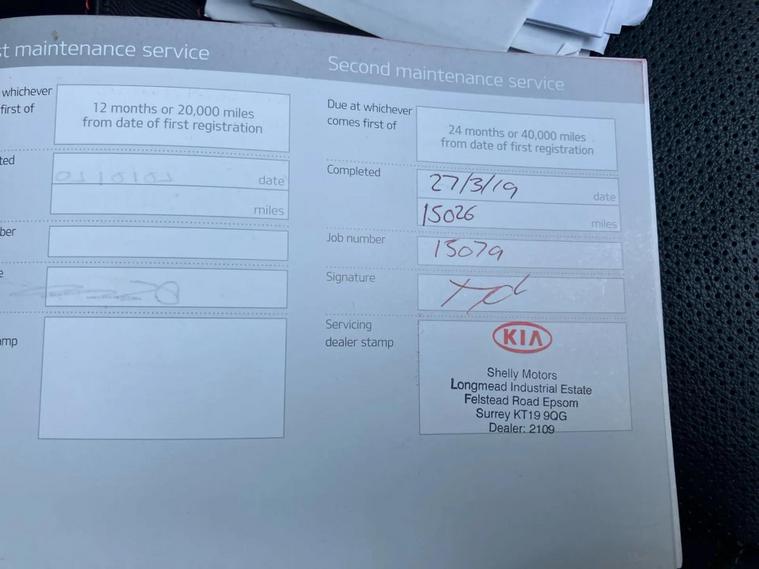 st maintenance service
whichever
first of
12 months or 20,000 miles
from date of first registration
ted
date
miles
ber
e
amp
Second maintenance service
Due at whichever
comes first of
24 months or 40,000 miles
from date of first registration
Completed
27/3/19
date
15026
miles
Job number
15079
Signature
Servicing
dealer stamp
KIA
Shelly Motors
Longmead Industrial Estate
Felstead Road Epsom
Surrey KT19 9QG
Dealer: 2109